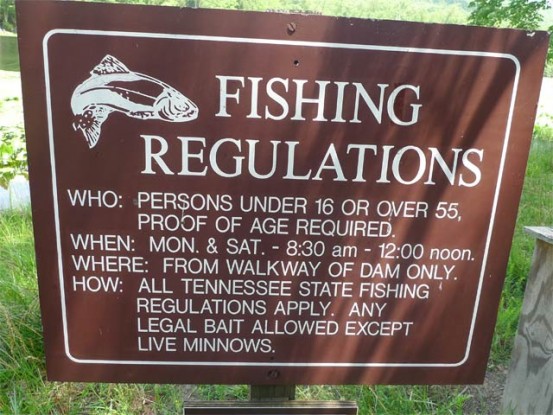 FISHING
REGULATIONS
WHO: PERSONS UNDER 16 OR OVER 55,
PROOF OF AGE REQUIRED.
WHEN: MON. & SAT. - 8:30 am - 12:00 noon.
WHERE: FROM WALKWAY OF DAM ONLY.
HOW: ALL TENNESSEE STATE FISHING
REGULATIONS APPLY. ANY
LEGAL BAIT ALLOWED EXCEPT
LIVE MINNOWS.